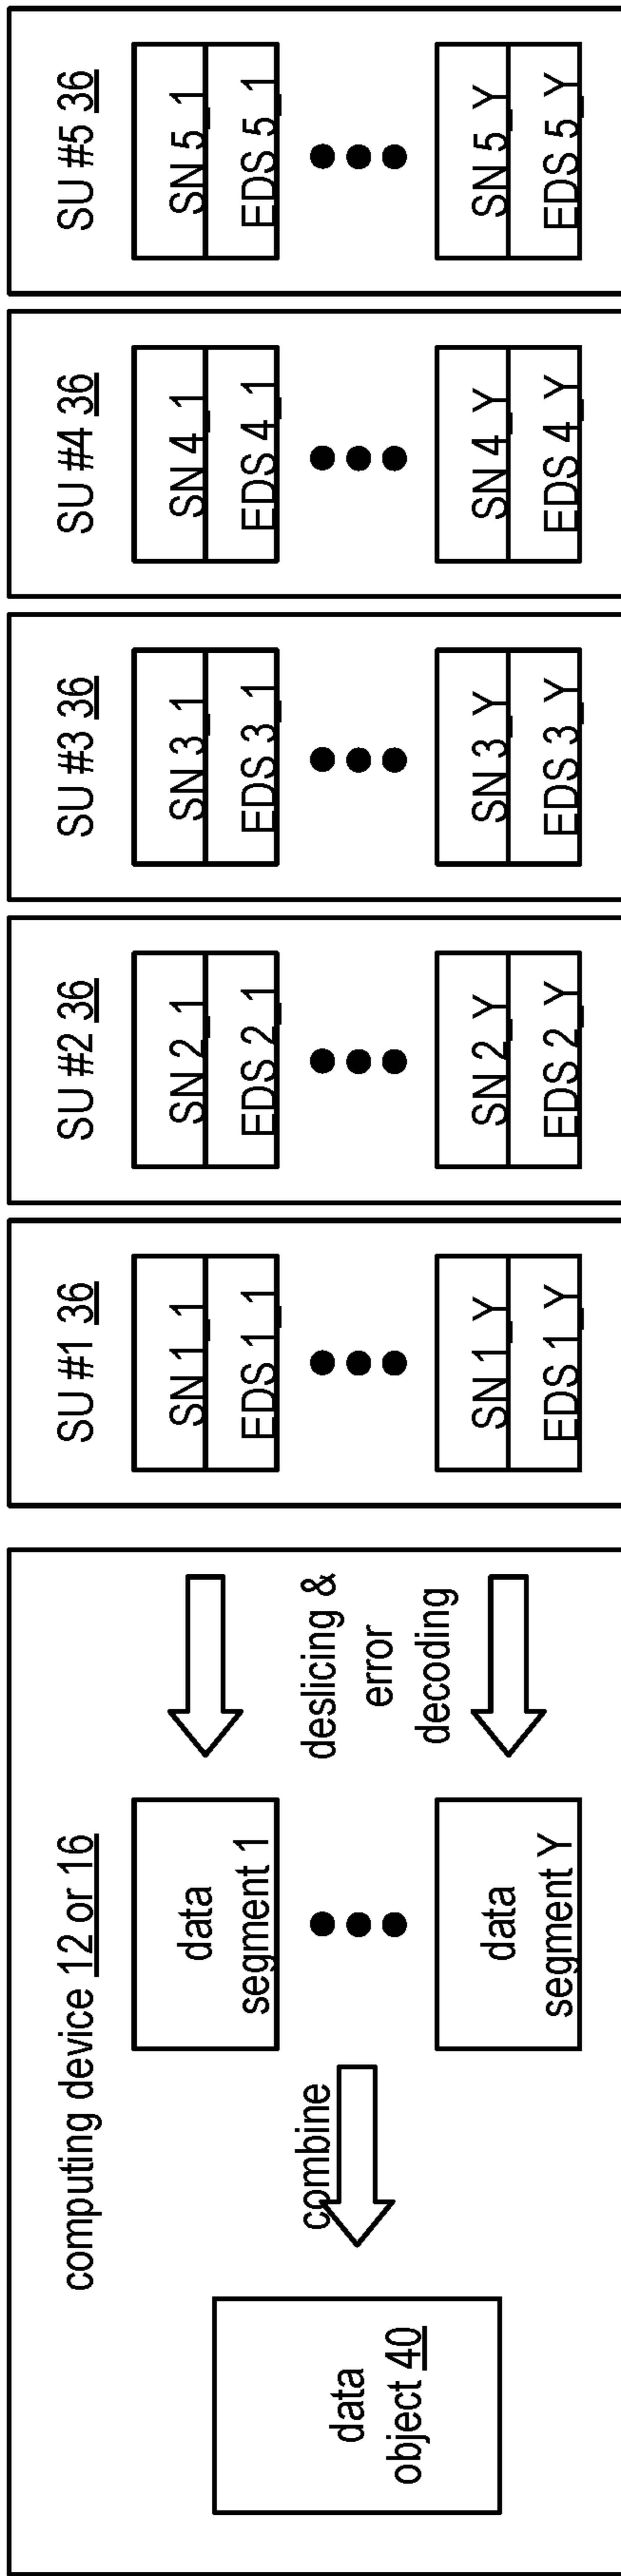 computing device 12 or 16
data
object 40
combine
data
segment 1
data
segment Y
deslicing &
error
decoding
SU #1 36
SN 1_1
EDS 1_1
SN 1_Y
EDS 1_Y
SU #2 36
SN 2_1
EDS 2_1
SN 2_Y
EDS 2_Y
SU #3 36
SN 3_1
EDS 3_1
SN 3_Y
EDS 3_Y
SU #4 36
SN 4_1
EDS 4_1
SN 4_Y
EDS 4_Y
SU #5 36
SN 5_1
EDS 5_1
SN 5_Y
EDS 5_Y